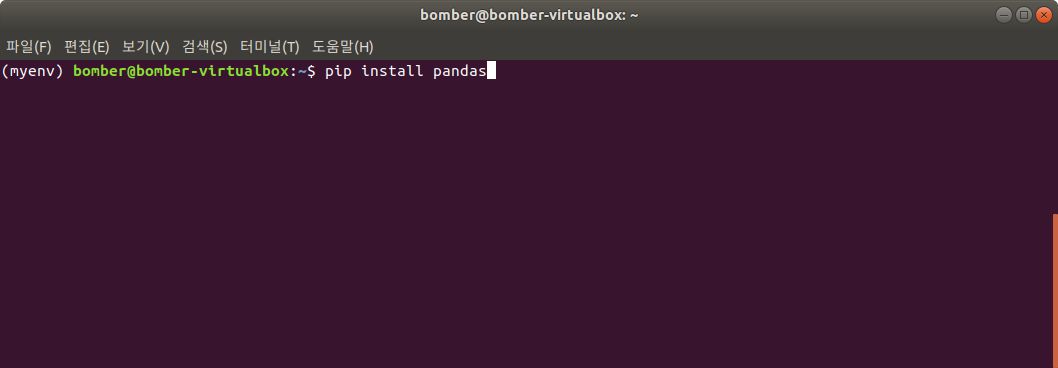 bomber@bomber-virtualbox: ~
파일(F) 편집(E) 보기(V) 검색(S) 터미널(T) 도움말(H)
(myenv) bomber@bomber-virtualbox:~$ pip install pandas